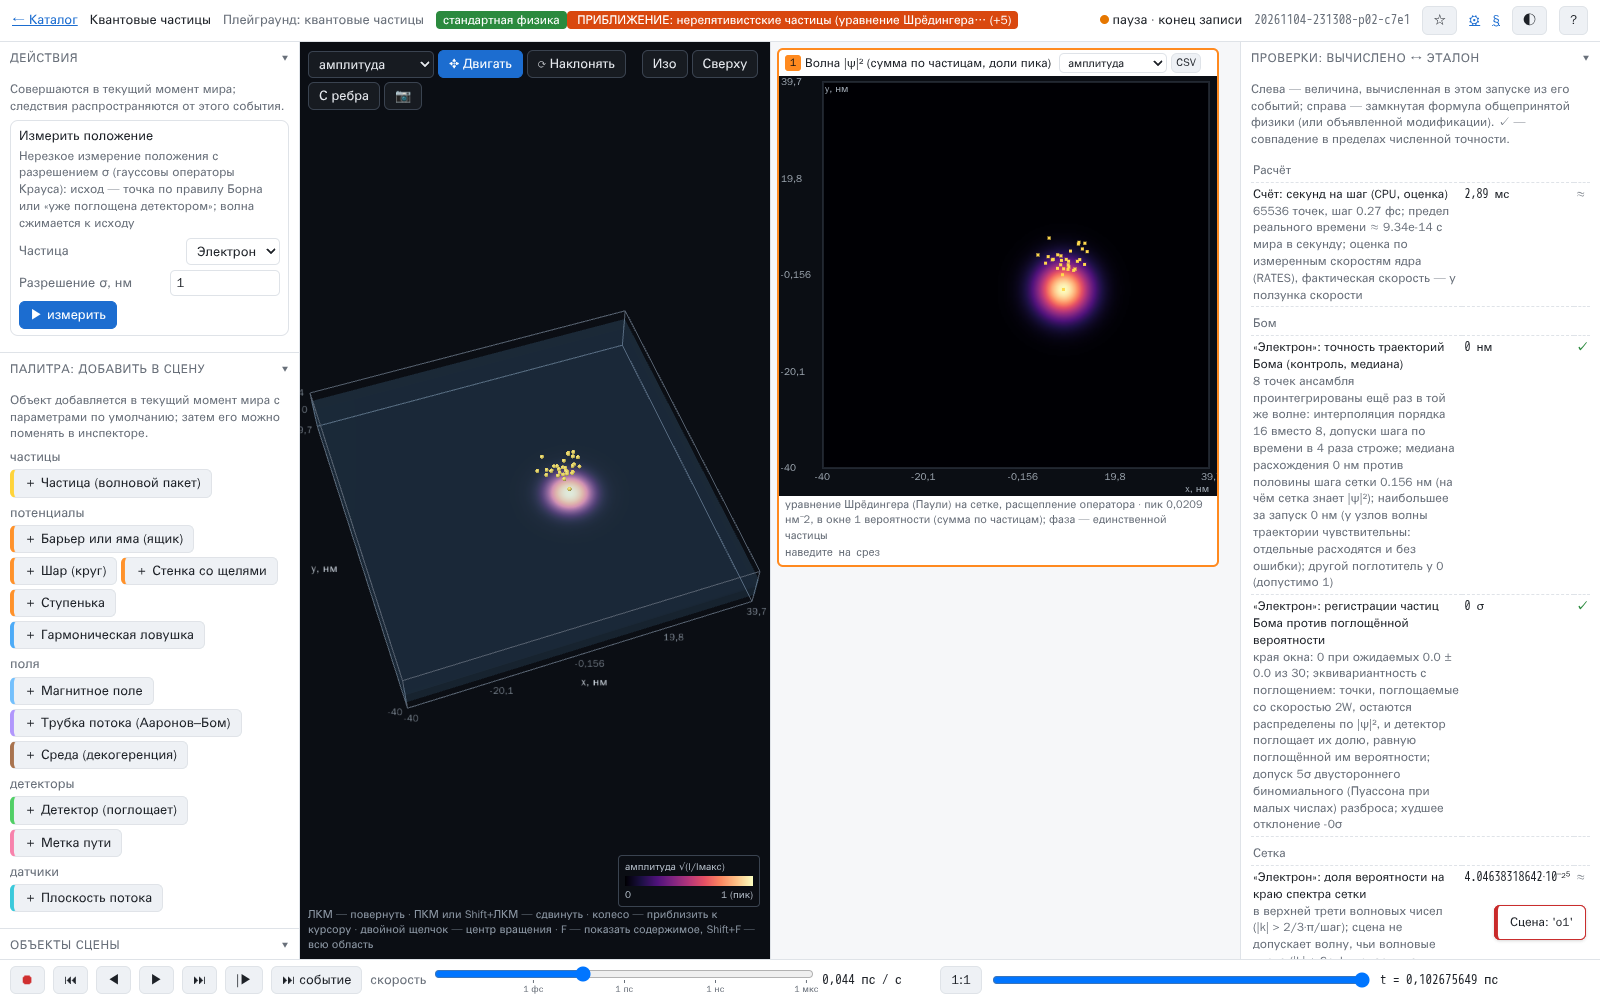 ← Каталог Квантовые частицы Плейграунд: квантовые частицы стандартная физика ПРИБЛИЖЕНИЕ: нерелятивистские частицы (уравнение Шрёдингера··· (+5) пауза · конец записи 20261104-231308-p02-c7e1 ☆ ⚙ § ?
ДЕЙСТВИЯ
Совершаются в текущий момент мира;
следствия распространяются от этого события.
Измерить положение
Нерезкое измерение положения с
разрешением σ (гауссовы операторы
Крауса): исход — точка по правилу Борна
или «уже поглощена детектором»; волна
сжимается к исходу
Частица Электрон
Разрешение σ, нм 1
▶ измерить
ПАЛИТРА: ДОБАВИТЬ В СЦЕНУ
Объект добавляется в текущий момент мира с
параметрами по умолчанию; затем его можно
поменять в инспекторе.
частицы
+ Частица (волновой пакет)
потенциалы
+ Барьер или яма (ящик)
+ Шар (круг) + Стенка со щелями
+ Ступенька
+ Гармоническая ловушка
поля
+ Магнитное поле
+ Трубка потока (Ааронов–Бом)
+ Среда (декогеренция)
детекторы
+ Детектор (поглощает)
+ Метка пути
датчики
+ Плоскость потока
ОБЪЕКТЫ СЦЕНЫ
амплитуда Двигать Наклонять Изо Сверху
С ребра
y, нм
39,7
19,8
-0,156
x, нм
-20,1
-40
-40
амплитуда √(I/Iмакс)
0 1 (пик)
ЛКМ — повернуть · ПКМ или Shift+ЛКМ — сдвинуть · колесо — приблизить к
курсору · двойной щелчок — центр вращения · F — показать содержимое, Shift+F —
всю область
1 Волна |ψ|² (сумма по частицам, доли пика) амплитуда CSV
39,7
y, нм
19,8
-0,156
-20,1
-40
-40 -20,1 -0,156 19,8 39,
x, нм
уравнение Шрёдингера (Паули) на сетке, расщепление оператора · пик 0,0209
нм⁻2, в окне 1 вероятности (сумма по частицам); фаза — единственной
частицы
наведите на срез
ПРОВЕРКИ: ВЫЧИСЛЕНО ↔ ЭТАЛОН
Слева — величина, вычисленная в этом запуске из его
событий; справа — замкнутая формула общепринятой
физики (или объявленной модификации). ✓ —
совпадение в пределах численной точности.
Расчёт
Счёт: секунд на шаг (CPU, оценка) 2,89 мс ≈
65536 точек, шаг 0.27 фс; предел
реального времени ≈ 9.34e-14 с
мира в секунду; оценка по
измеренным скоростям ядра
(RATES), фактическая скорость — у
ползунка скорости
Бом
«Электрон»: точность траекторий 0 нм ✓
Бома (контроль, медиана)
8 точек ансамбля
проинтегрированы ещё раз в той
же волне: интерполяция порядка
16 вместо 8, допуски шага по
времени в 4 раза строже; медиана
расхождения 0 нм против
половины шага сетки 0.156 нм (на
чём сетка знает |ψ|²); наибольшее
за запуск 0 нм (у узлов волны
траектории чувствительны:
отдельные расходятся и без
ошибки); другой поглотитель у 0
(допустимо 1)
«Электрон»: регистрации частиц 0 σ ✓
Бома против поглощённой
вероятности
края окна: 0 при ожидаемых 0.0 ±
0.0 из 30; эквивариантность с
поглощением: точки, поглощаемые
со скоростью 2W, остаются
распределены по |ψ|², и детектор
поглощает их долю, равную
поглощённой им вероятности;
допуск 5σ двустороннего
биномиального (Пуассона при
малых числах) разброса; худшее
отклонение -0σ
Сетка
«Электрон»: доля вероятности на 4.04638318642·10⁻²⁵ ≈
краю спектра сетки
в верхней трети волновых чисел
(|k| > 2/3·π/шаг); сцена не
допускает волну, чьи волновые
Сцена: 'o1'
событие скорость 1 фс 1 пс 1 нс 1 мкс 0,044 пс / с 1:1 t = 0,102675649 пс